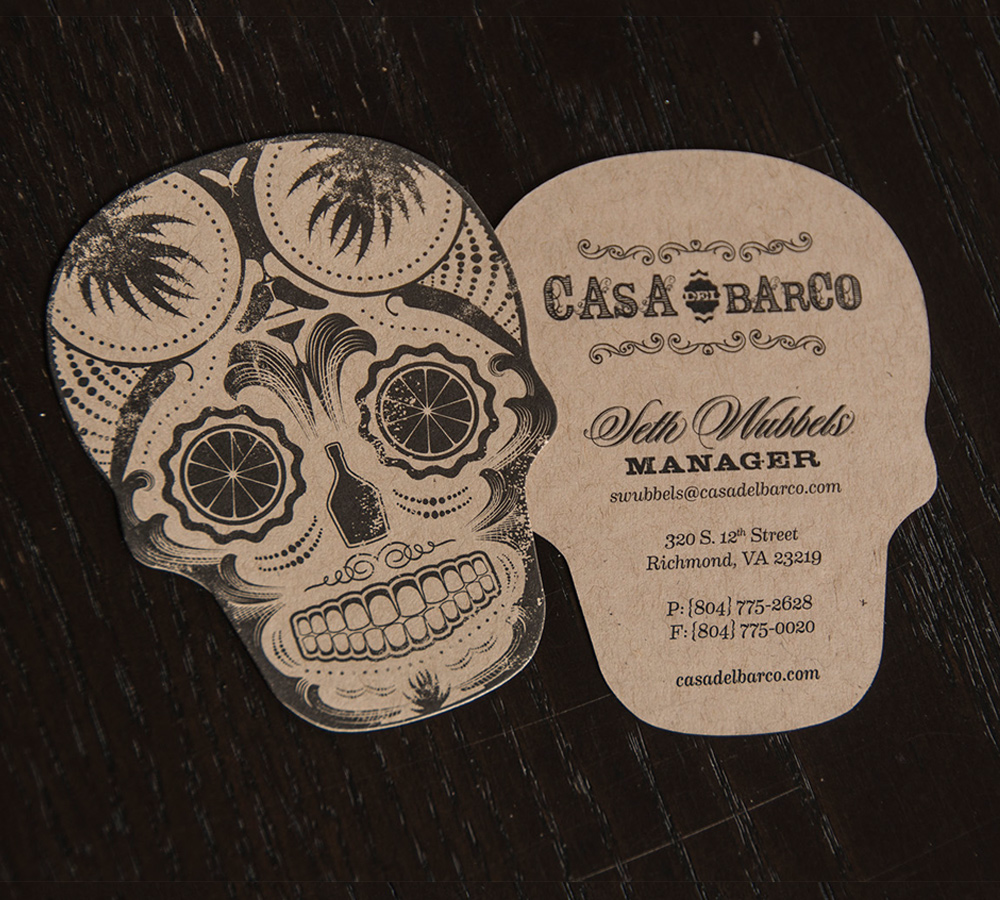 CASA DEL BARCO
Seth Wubbels
MANAGER
swubbels@casadelbarco.com
320 S. 12th Street
Richmond, VA 23219
P: {804} 775-2628
F: {804} 775-0020
casadelbarco.com